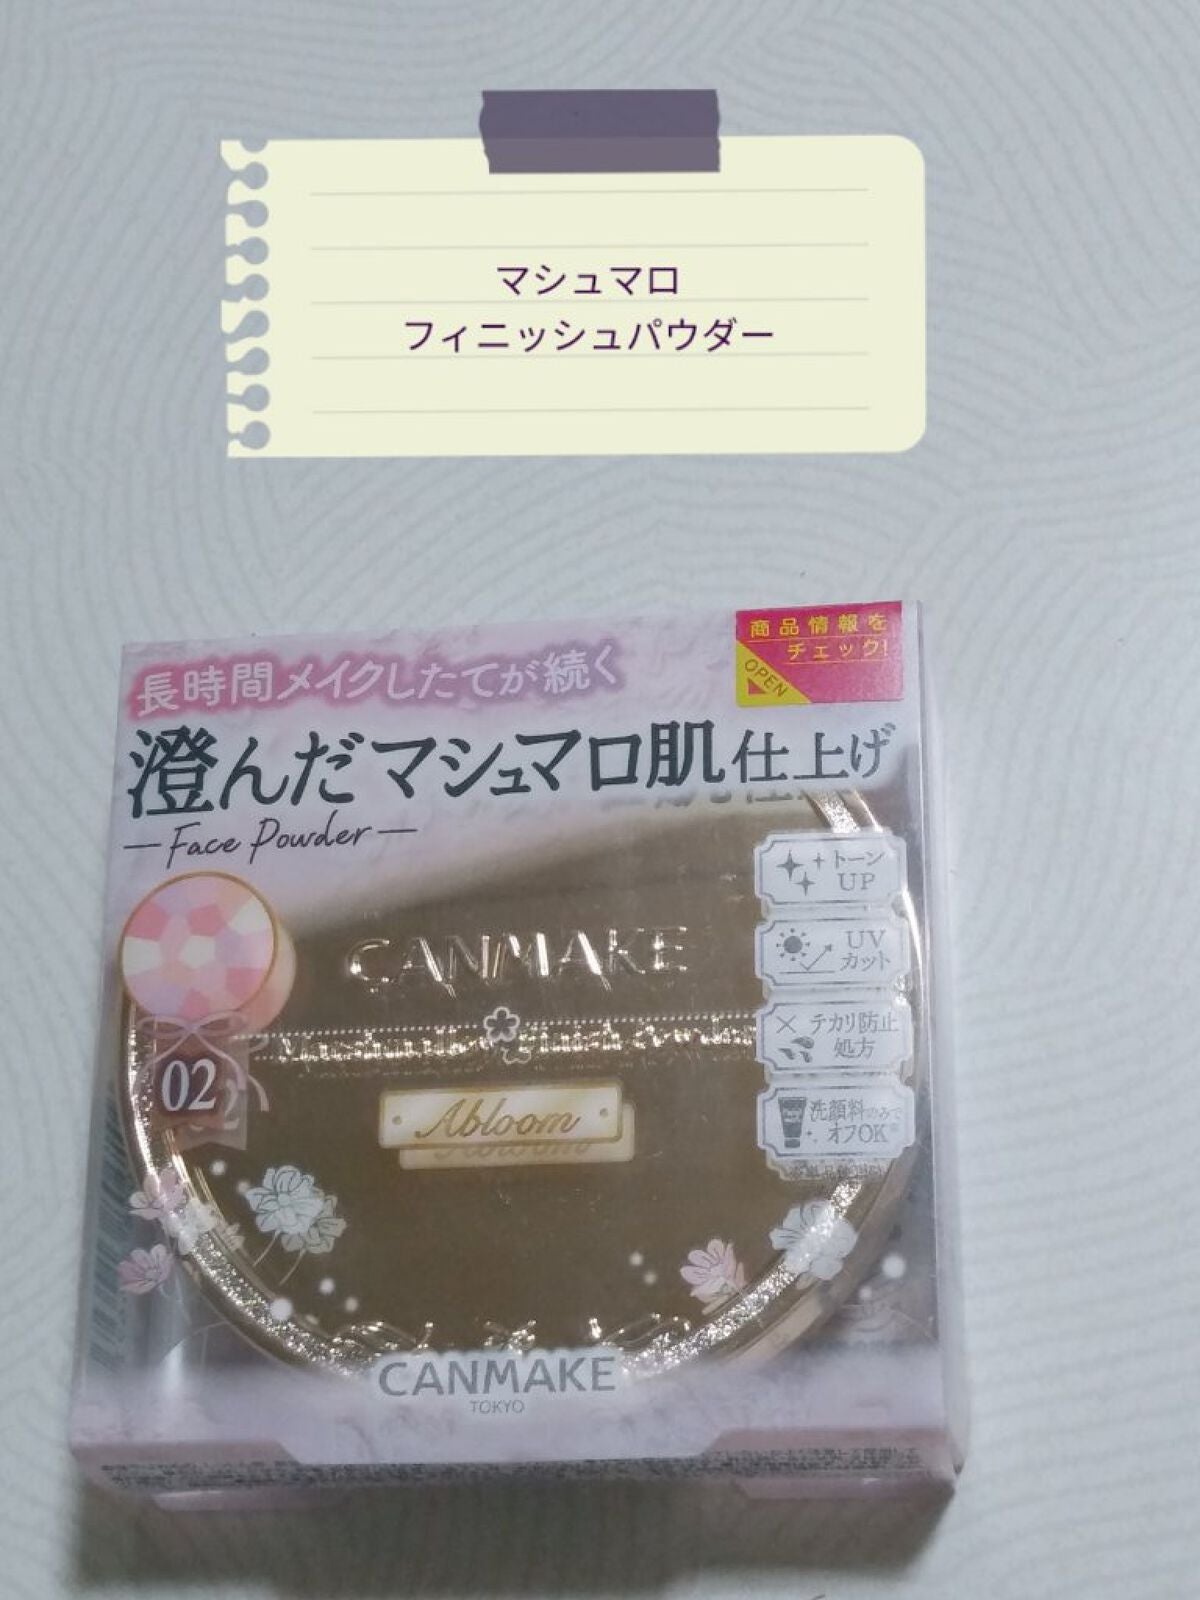 マシュマロ
フィニッシュパウダー
商品情報を
チェック!
OPEN
長時間メイクしたてが続く
澄んだマシュマロ肌仕上げ
Face Powder
トーン
UP
CANMAKE
UV
カット
Marshmallow Finish Powder
テカリ防止
処方
02
Abloom
洗顔料のみで
オフOK
CANMAKE
TOKYO